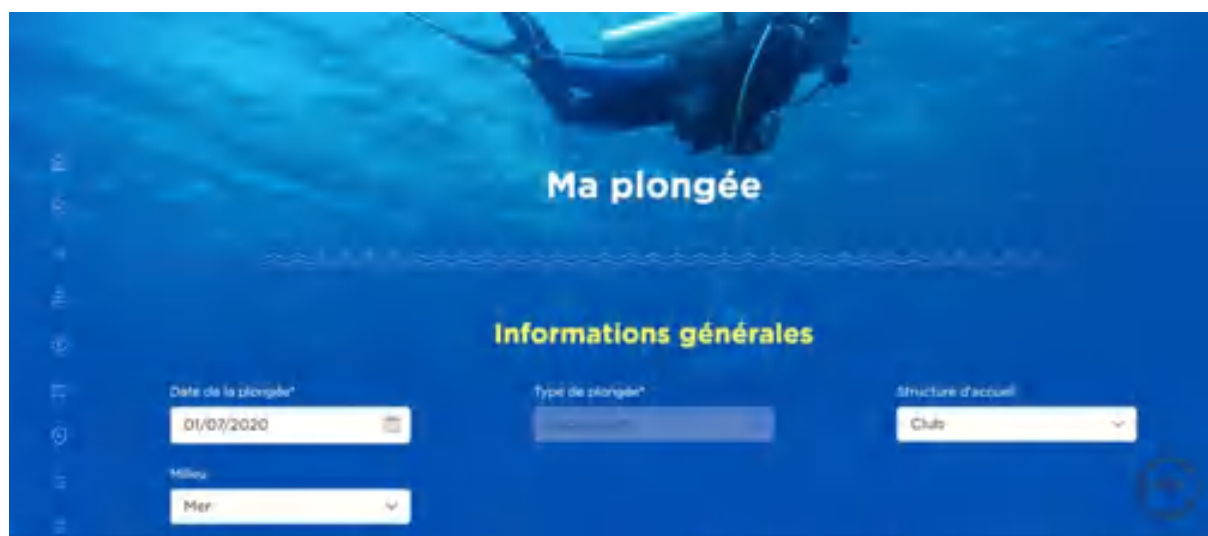 Ma plongée
Informations générales
Date de la plongée*
Type de plongée*
Structure d'accueil
01/07/2020
Club
Milieu
Mer